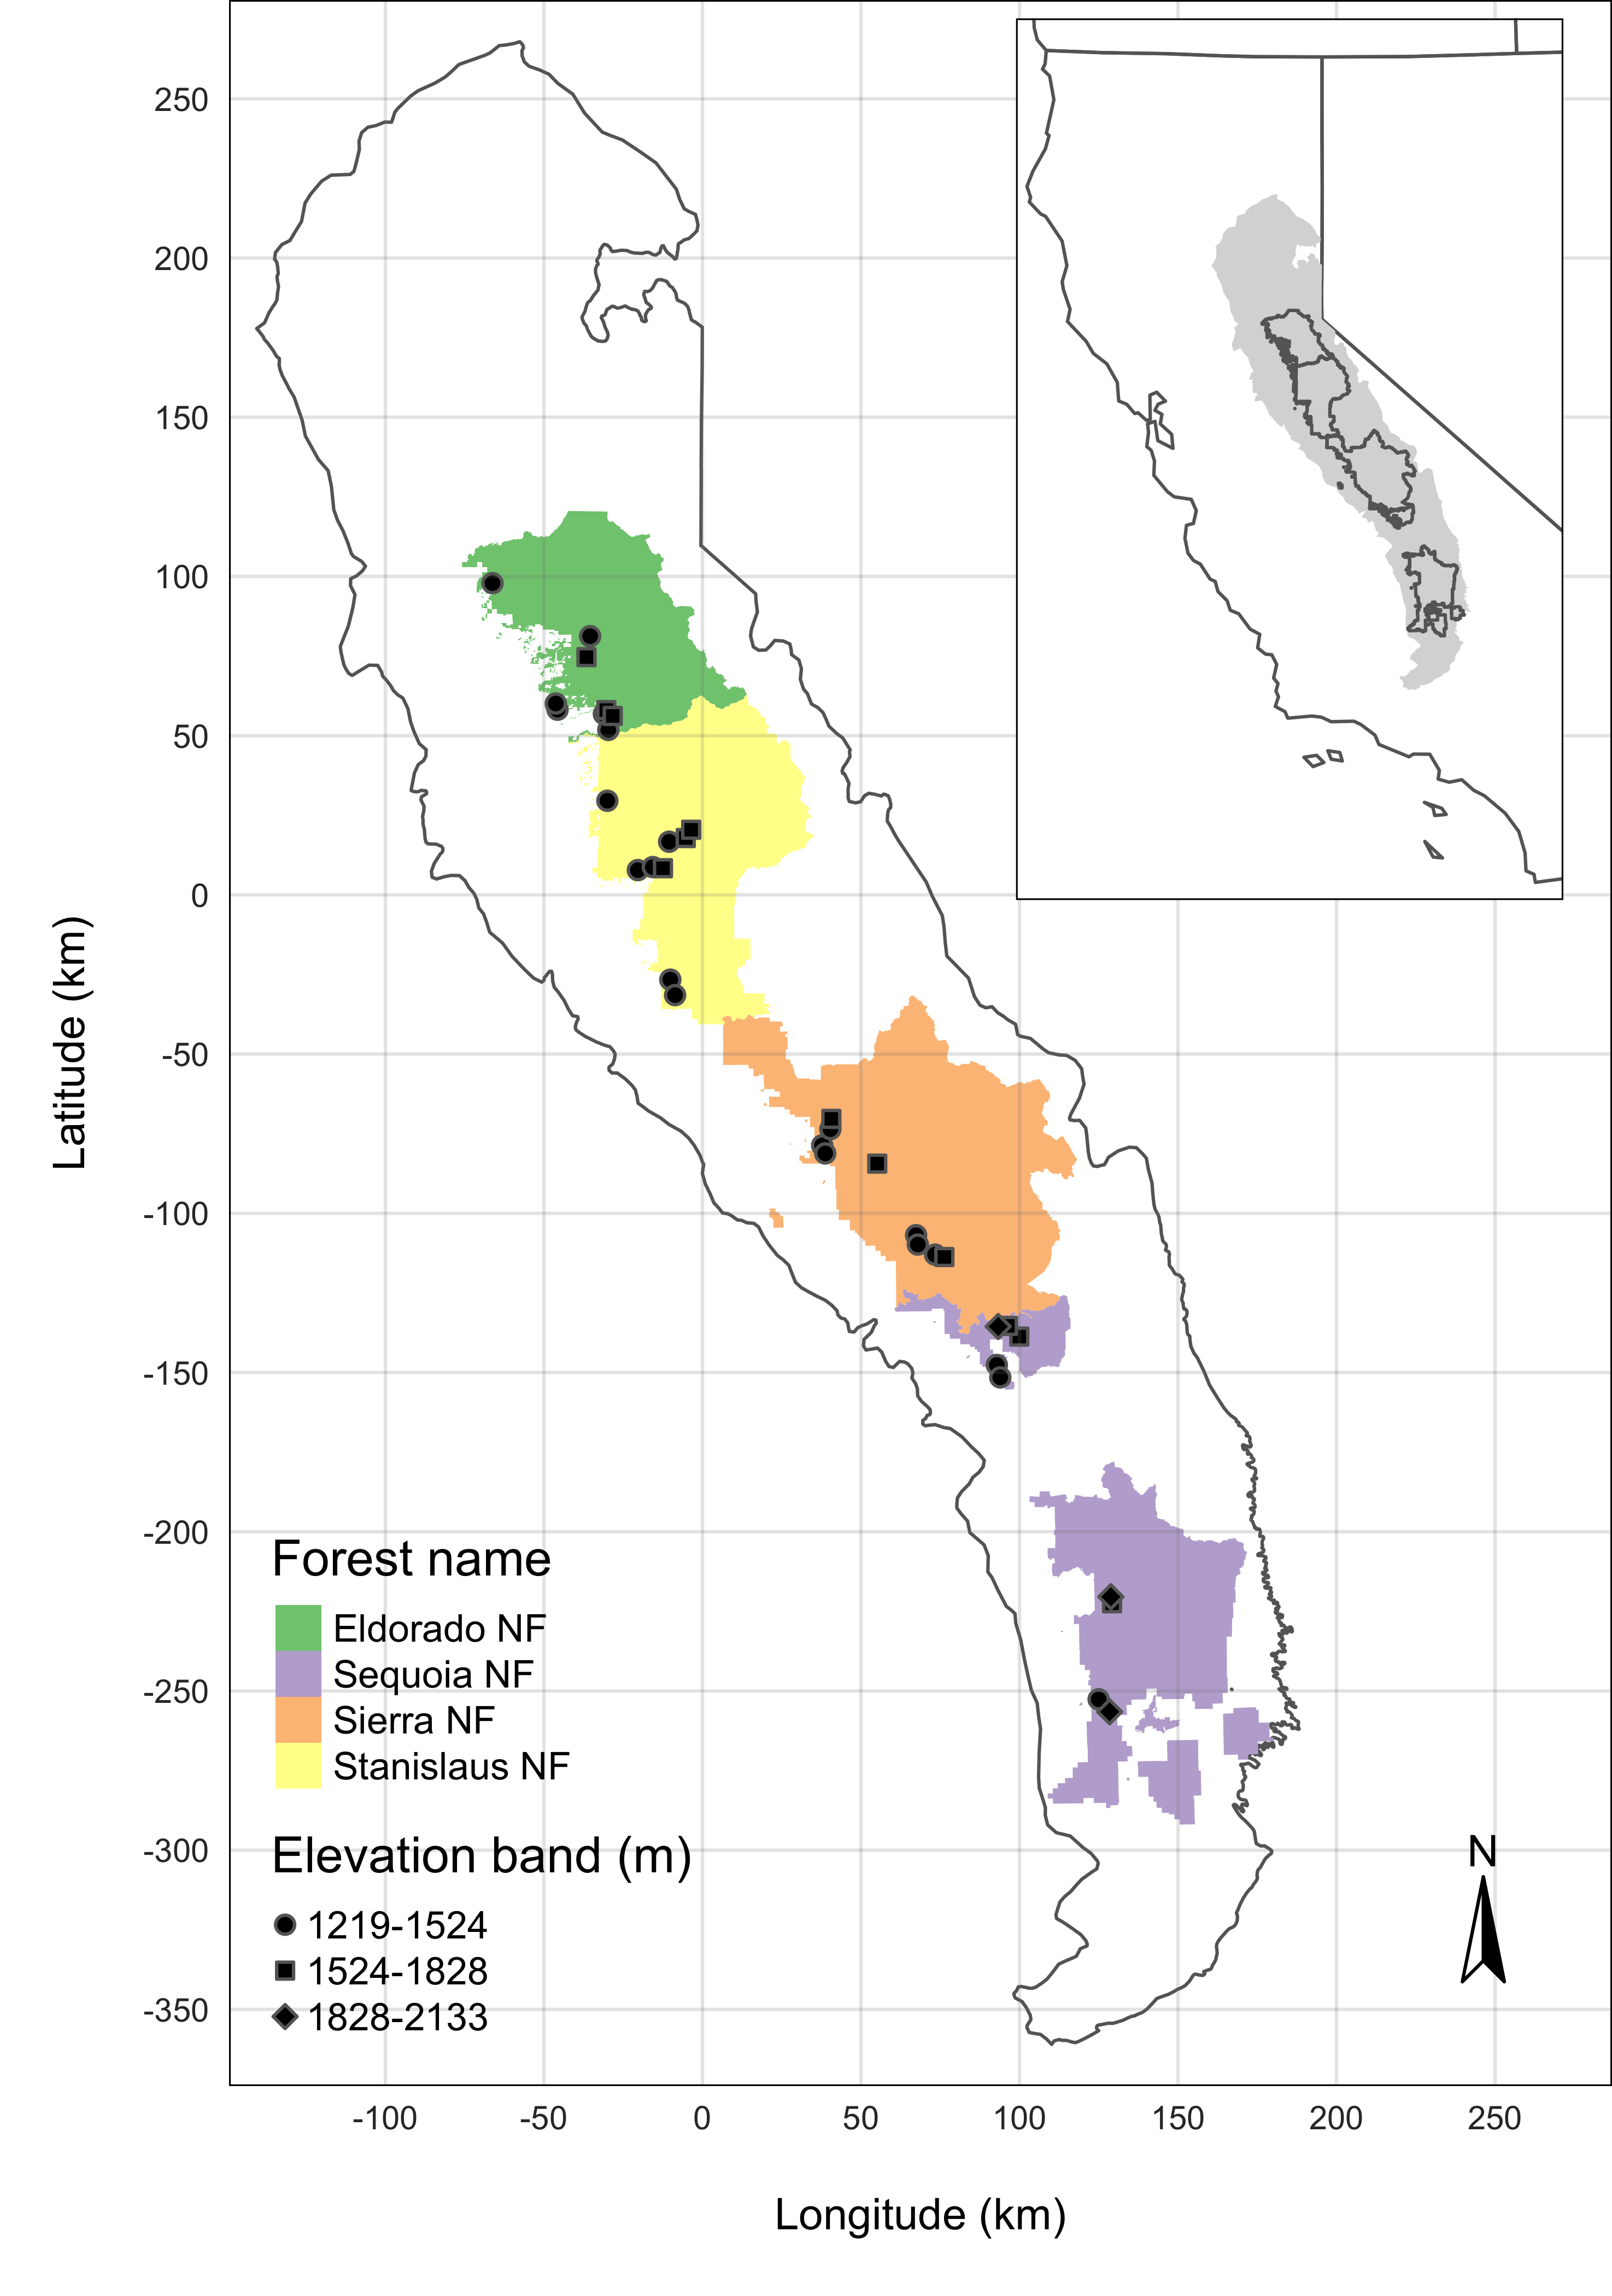 250
200
150
100
50
0
-50
-100
-150
-200
-250
-300
-350
Latitude (km)
Forest name
Eldorado NF
Sequoia NF
Sierra NF
Stanislaus NF
Elevation band (m)
1219-1524
1524-1828
1828-2133
N
-100 -50 0 50 100 150 200 250
Longitude (km)